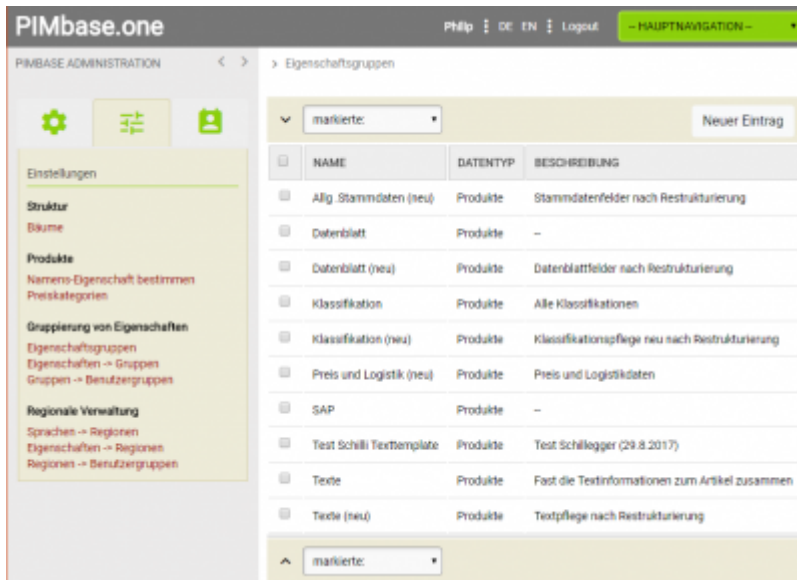 PIMbase.one
Philip DE EN Logout -- HAUPTNAVIGATION --
PIMBASE ADMINISTRATION < >
> Eigenschaftsgruppen
markierte: Neuer Eintrag
Einstellungen
Struktur
Bäume
Produkte
Namens-Eigenschaft bestimmen
Preiskategorien
Gruppierung von Eigenschaften
Eigenschaftsgruppen
Eigenschaften -> Gruppen
Gruppen -> Benutzergruppen
Regionale Verwaltung
Sprachen -> Regionen
Eigenschaften -> Regionen
Regionen -> Benutzergruppen
NAME DATENTYP BESCHREIBUNG
Allg .Stammdaten (neu) Produkte Stammdatenfelder nach Restrukturierung
Datenblatt Produkte --
Datenblatt (neu) Produkte Datenblattfelder nach Restrukturierung
Klassifikation Produkte Alle Klassifikationen
Klassifikation (neu) Produkte Klassifikationspflege neu nach Restrukturierung
Preis und Logistik (neu) Produkte Preis und Logistikdaten
SAP Produkte --
Test Schilli Texttemplate Produkte Test Schillegger (29.8.2017)
Texte Produkte Fast die Textinformationen zum Artikel zusammen
Texte (neu) Produkte Textpflege nach Restrukturierung
markierte: